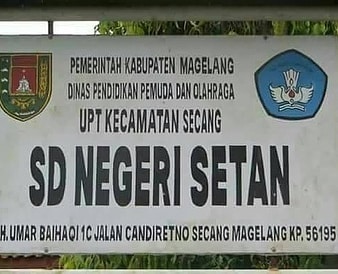 PEMERINTAH KABUPATEN MAGELANG
DINAS PENDIDIKAN PEMUDA DAN OLAHRAGA
UPT KECAMATAN SECANG
SD NEGERI SETAN
H.UMAR BAIHAQI 1C JALAN CANDIRETNO SECANG MAGELANG KP. 56195